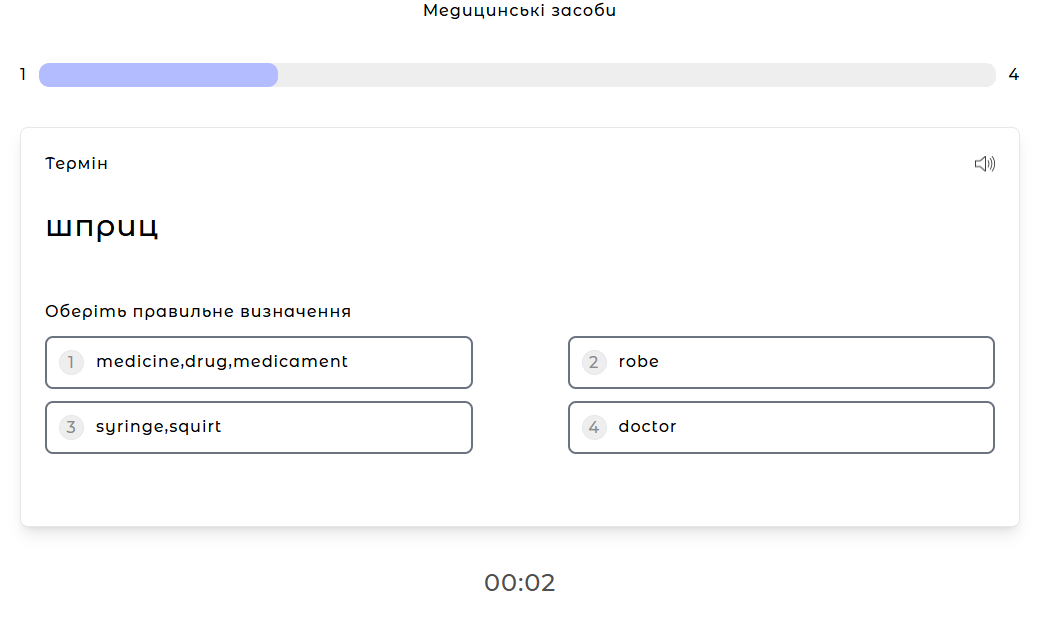 Медицинські засоби
1 4
Термін
шприц
Оберіть правильне визначення
1 medicine,drug,medicament
2 robe
3 syringe,squirt
4 doctor
00:02